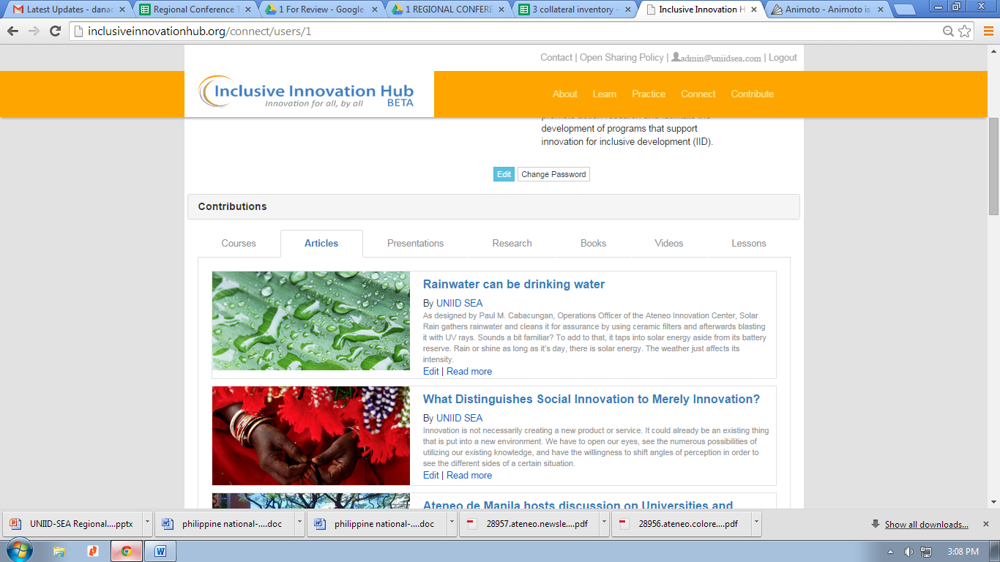 Latest Updates - danac
Regional Conference T
1 For Review - Google
1 REGIONAL CONFERE
3 collateral inventory -
Inclusive Innovation H
Animoto - Animoto is
inclusiveinnovationhub.org/connect/users/1
Contact | Open Sharing Policy | admin@uniidsea.com | Logout
Inclusive Innovation Hub
Innovation for all, by all BETA
About Learn Practice Connect Contribute
promote action research and facilitate the
development of programs that support
innovation for inclusive development (IID).
Edit Change Password
Contributions
Courses Articles Presentations Research Books Videos Lessons
Rainwater can be drinking water
By UNIID SEA
As designed by Paul M. Cabacungan, Operations Officer of the Ateneo Innovation Center, Solar
Rain gathers rainwater and cleans it for assurance by using ceramic filters and afterwards blasting
it with UV rays. Sounds a bit familiar? To add to that, it taps into solar energy aside from its battery
reserve. Rain or shine as long as it's day, there is solar energy. The weather just affects its
intensity.
Edit | Read more
What Distinguishes Social Innovation to Merely Innovation?
By UNIID SEA
Innovation is not necessarily creating a new product or service. It could already be an existing thing
that is put into a new environment. We have to open our eyes, see the numerous possibilities of
utilizing our existing knowledge, and have the willingness to shift angles of perception in order to
see the different sides of a certain situation.
Edit | Read more
Ateneo de Manila hosts discussion on Universities and
UNIID-SEA Regional....pptx
philippine national-....doc
philippine national-....doc
28957.ateneo.newsle....pdf
28956.ateneo.colore....pdf
Show all downloads...
3:08 PM